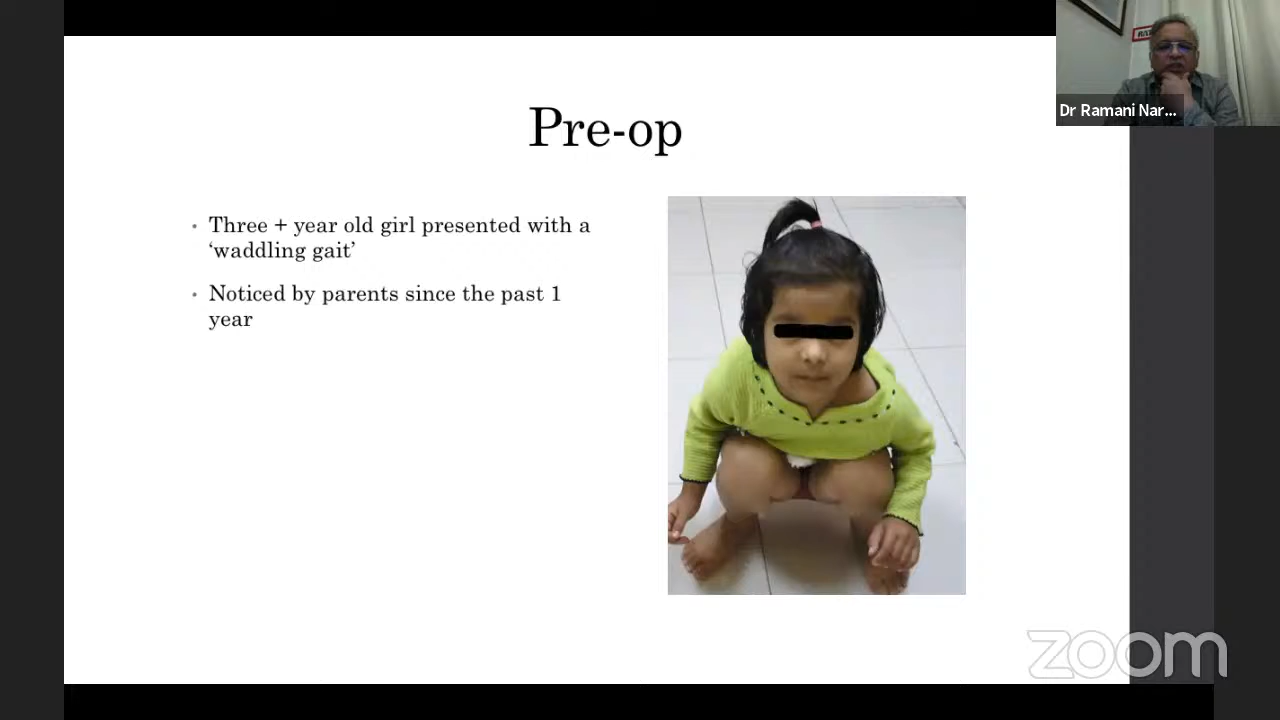 Pre-op
Three + year old girl presented with a
‘waddling gait’
Noticed by parents since the past 1
year
Dr Ramani Nar...
zoom